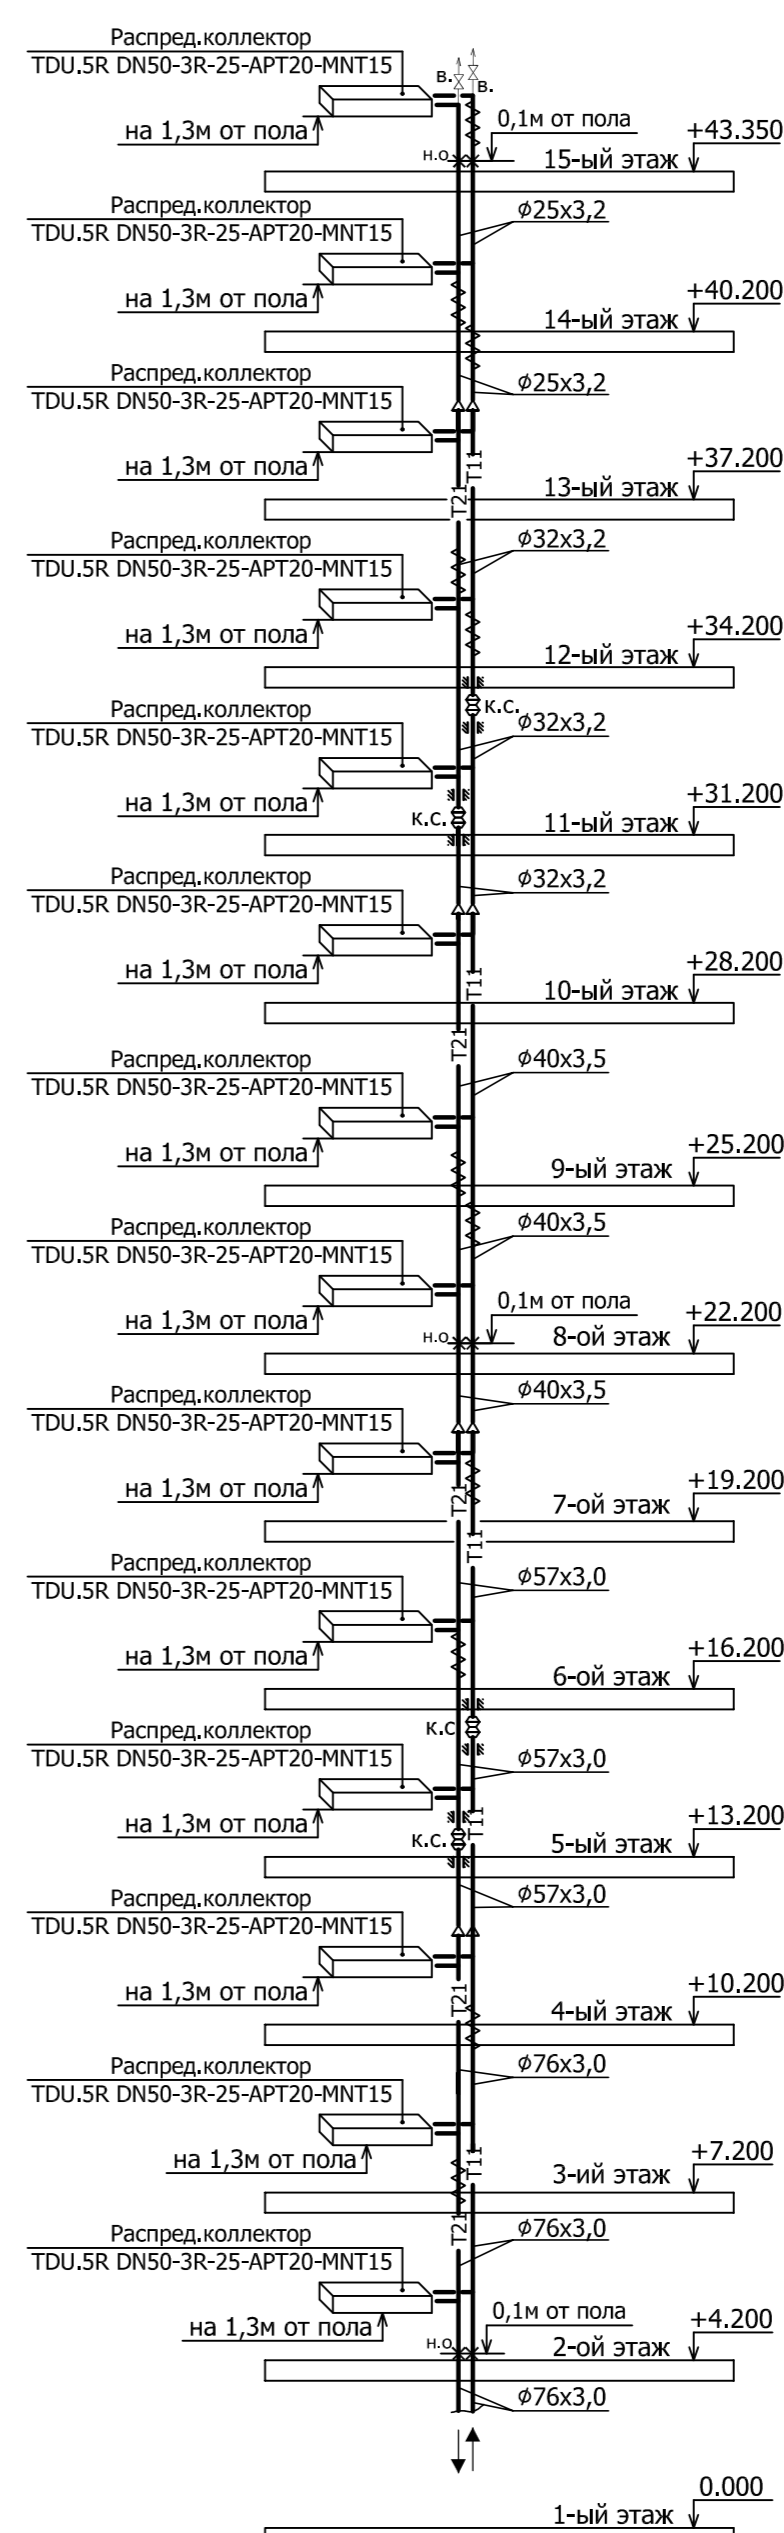 Распред.коллектор
TDU.5R DN50-3R-25-APT20-MNT15
в.
в.
на 1,3м от пола
0,1м от пола
+43.350
н.о
15-ый этаж
Распред.коллектор
ϕ25x3,2
TDU.5R DN50-3R-25-APT20-MNT15
на 1,3м от пола
+40.200
14-ый этаж
Распред.коллектор
ϕ25x3,2
TDU.5R DN50-3R-25-APT20-MNT15
на 1,3м от пола
T11
+37.200
13-ый этаж
T21
Распред.коллектор
ϕ32x3,2
TDU.5R DN50-3R-25-APT20-MNT15
на 1,3м от пола
+34.200
12-ый этаж
Распред.коллектор
к.с.
ϕ32x3,2
TDU.5R DN50-3R-25-APT20-MNT15
на 1,3м от пола
+31.200
к.с.
11-ый этаж
Распред.коллектор
ϕ32x3,2
TDU.5R DN50-3R-25-APT20-MNT15
на 1,3м от пола
+28.200
T11
10-ый этаж
T21
Распред.коллектор
ϕ40x3,5
TDU.5R DN50-3R-25-APT20-MNT15
на 1,3м от пола
+25.200
9-ый этаж
Распред.коллектор
ϕ40x3,5
TDU.5R DN50-3R-25-APT20-MNT15
на 1,3м от пола
0,1м от пола
+22.200
н.о
8-ой этаж
Распред.коллектор
ϕ40x3,5
TDU.5R DN50-3R-25-APT20-MNT15
на 1,3м от пола
+19.200
T21
7-ой этаж
T11
Распред.коллектор
ϕ57x3,0
TDU.5R DN50-3R-25-APT20-MNT15
на 1,3м от пола
+16.200
6-ой этаж
Распред.коллектор
к.с
TDU.5R DN50-3R-25-APT20-MNT15
ϕ57x3,0
на 1,3м от пола
T11
+13.200
к.с.
5-ый этаж
Распред.коллектор
ϕ57x3,0
TDU.5R DN50-3R-25-APT20-MNT15
на 1,3м от пола
T21
+10.200
4-ый этаж
Распред.коллектор
ϕ76x3,0
TDU.5R DN50-3R-25-APT20-MNT15
на 1,3м от пола
T11
+7.200
3-ий этаж
T21
Распред.коллектор
ϕ76x3,0
TDU.5R DN50-3R-25-APT20-MNT15
на 1,3м от пола
0,1м от пола
+4.200
н.о
2-ой этаж
ϕ76x3,0
0.000
1-ый этаж